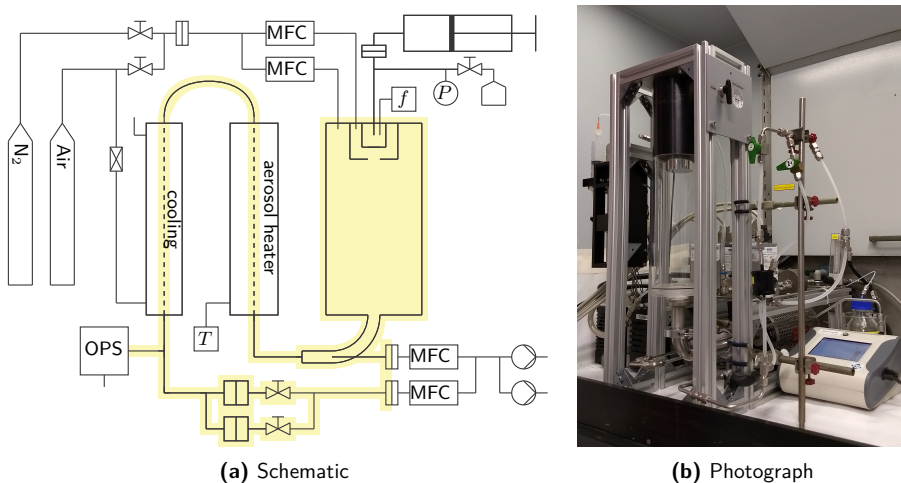 MFC
MFC
P
f
N2
Air
cooling
aerosol heater
T
OPS
MFC
MFC
(a) Schematic
(b) Photograph